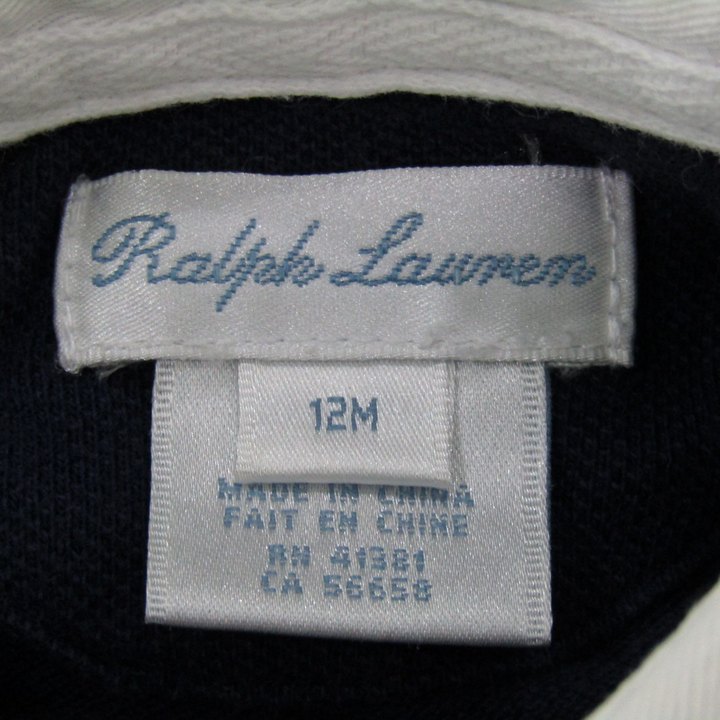 Ralph Lauren
12M
MADE IN CHINA
FAIT EN CHINE
RN 41381
CA 56658